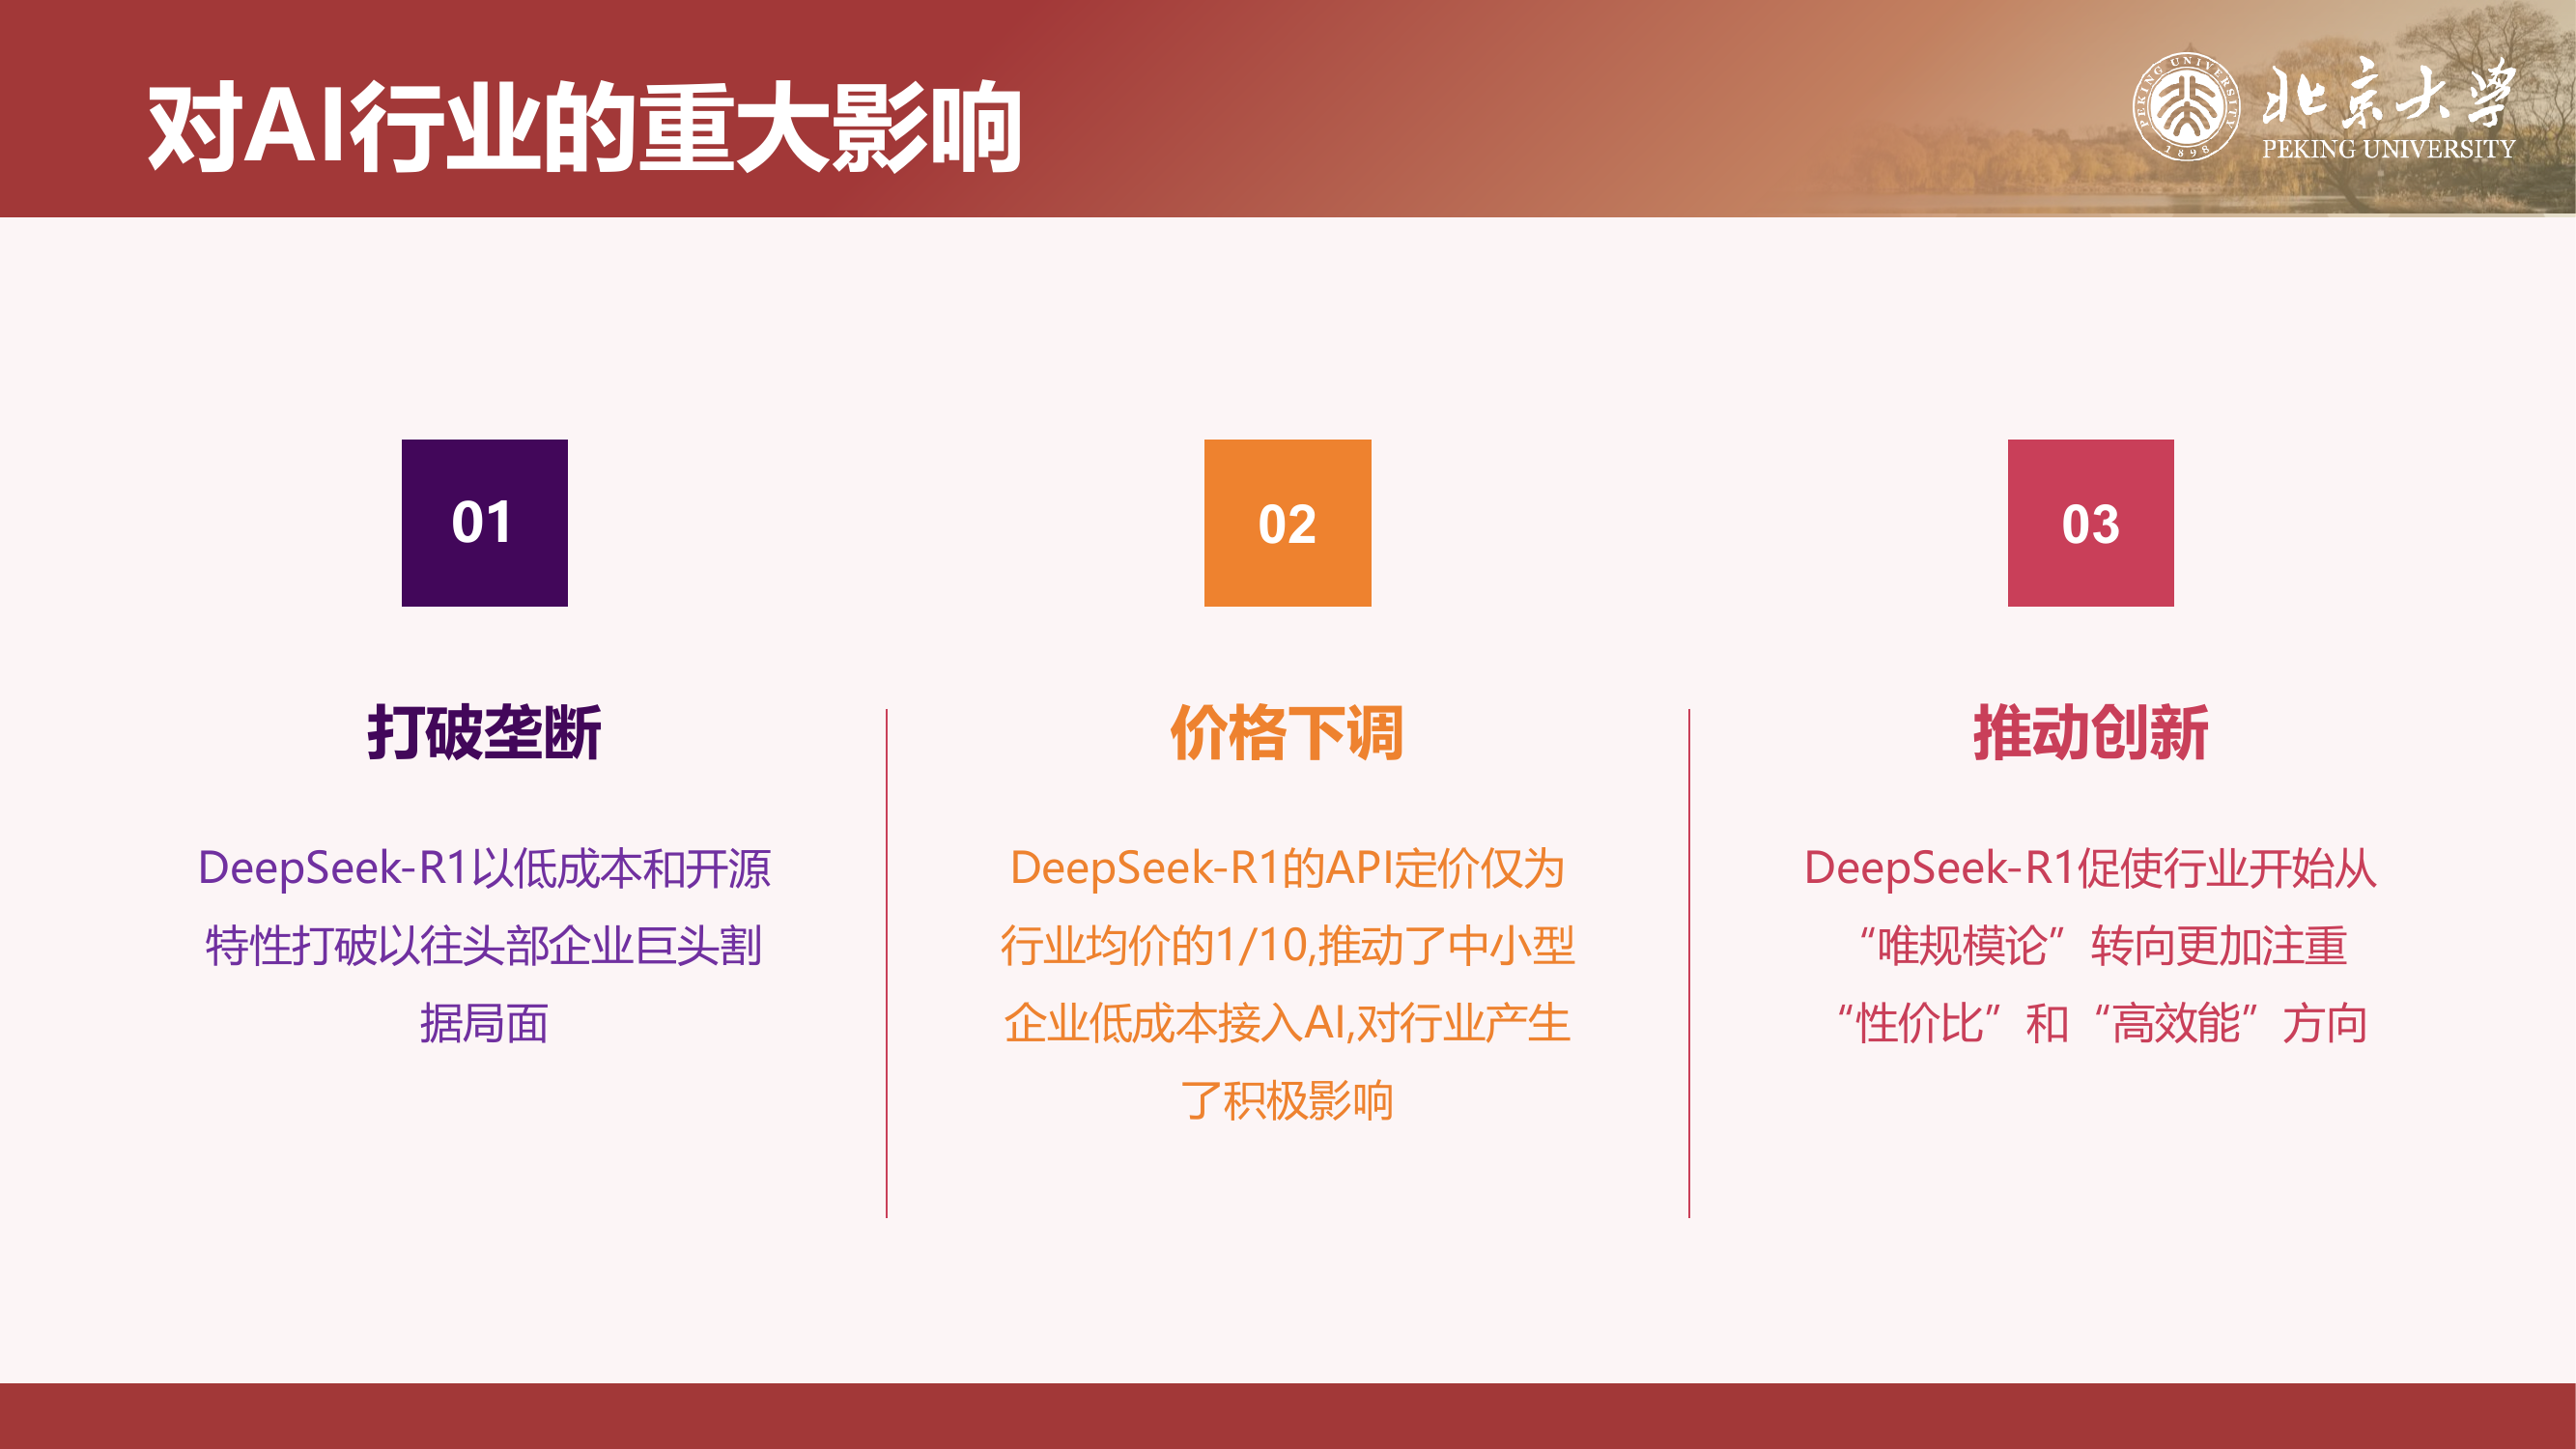 对AI行业的重大影响
PEKING UNIVERSITY
1898
北京大学
PEKING UNIVERSITY
01
打破垄断
DeepSeek-R1以低成本和开源
特性打破以往头部企业巨头割
据局面
02
价格下调
DeepSeek-R1的API定价仅为
行业均价的1/10,推动了中小型
企业低成本接入AI,对行业产生
了积极影响
03
推动创新
DeepSeek-R1促使行业开始从
“唯规模论”转向更加注重
“性价比”和“高效能”方向